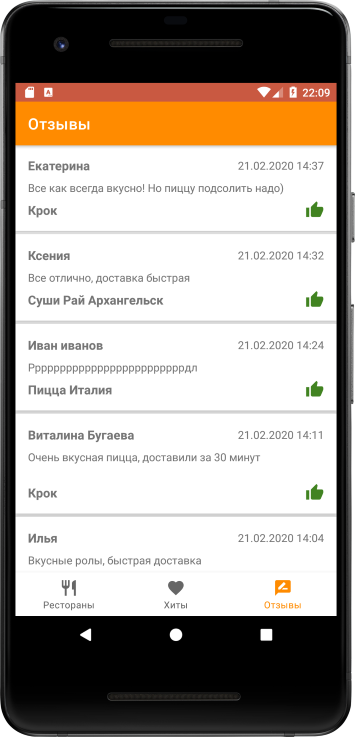 22:09
Отзывы
Екатерина 21.02.2020 14:37
Все как всегда вкусно! Но пиццу подсолить надо)
Крок
Ксения 21.02.2020 14:32
Все отлично, доставка быстрая
Суши Рай Архангельск
Иван иванов 21.02.2020 14:24
Пицца Италия
Виталина Бугаева 21.02.2020 14:11
Очень вкусная пицца, доставили за 30 минут
Крок
Илья 21.02.2020 14:04
Вкусные ролы, быстрая доставка
Рестораны Хиты Отзывы